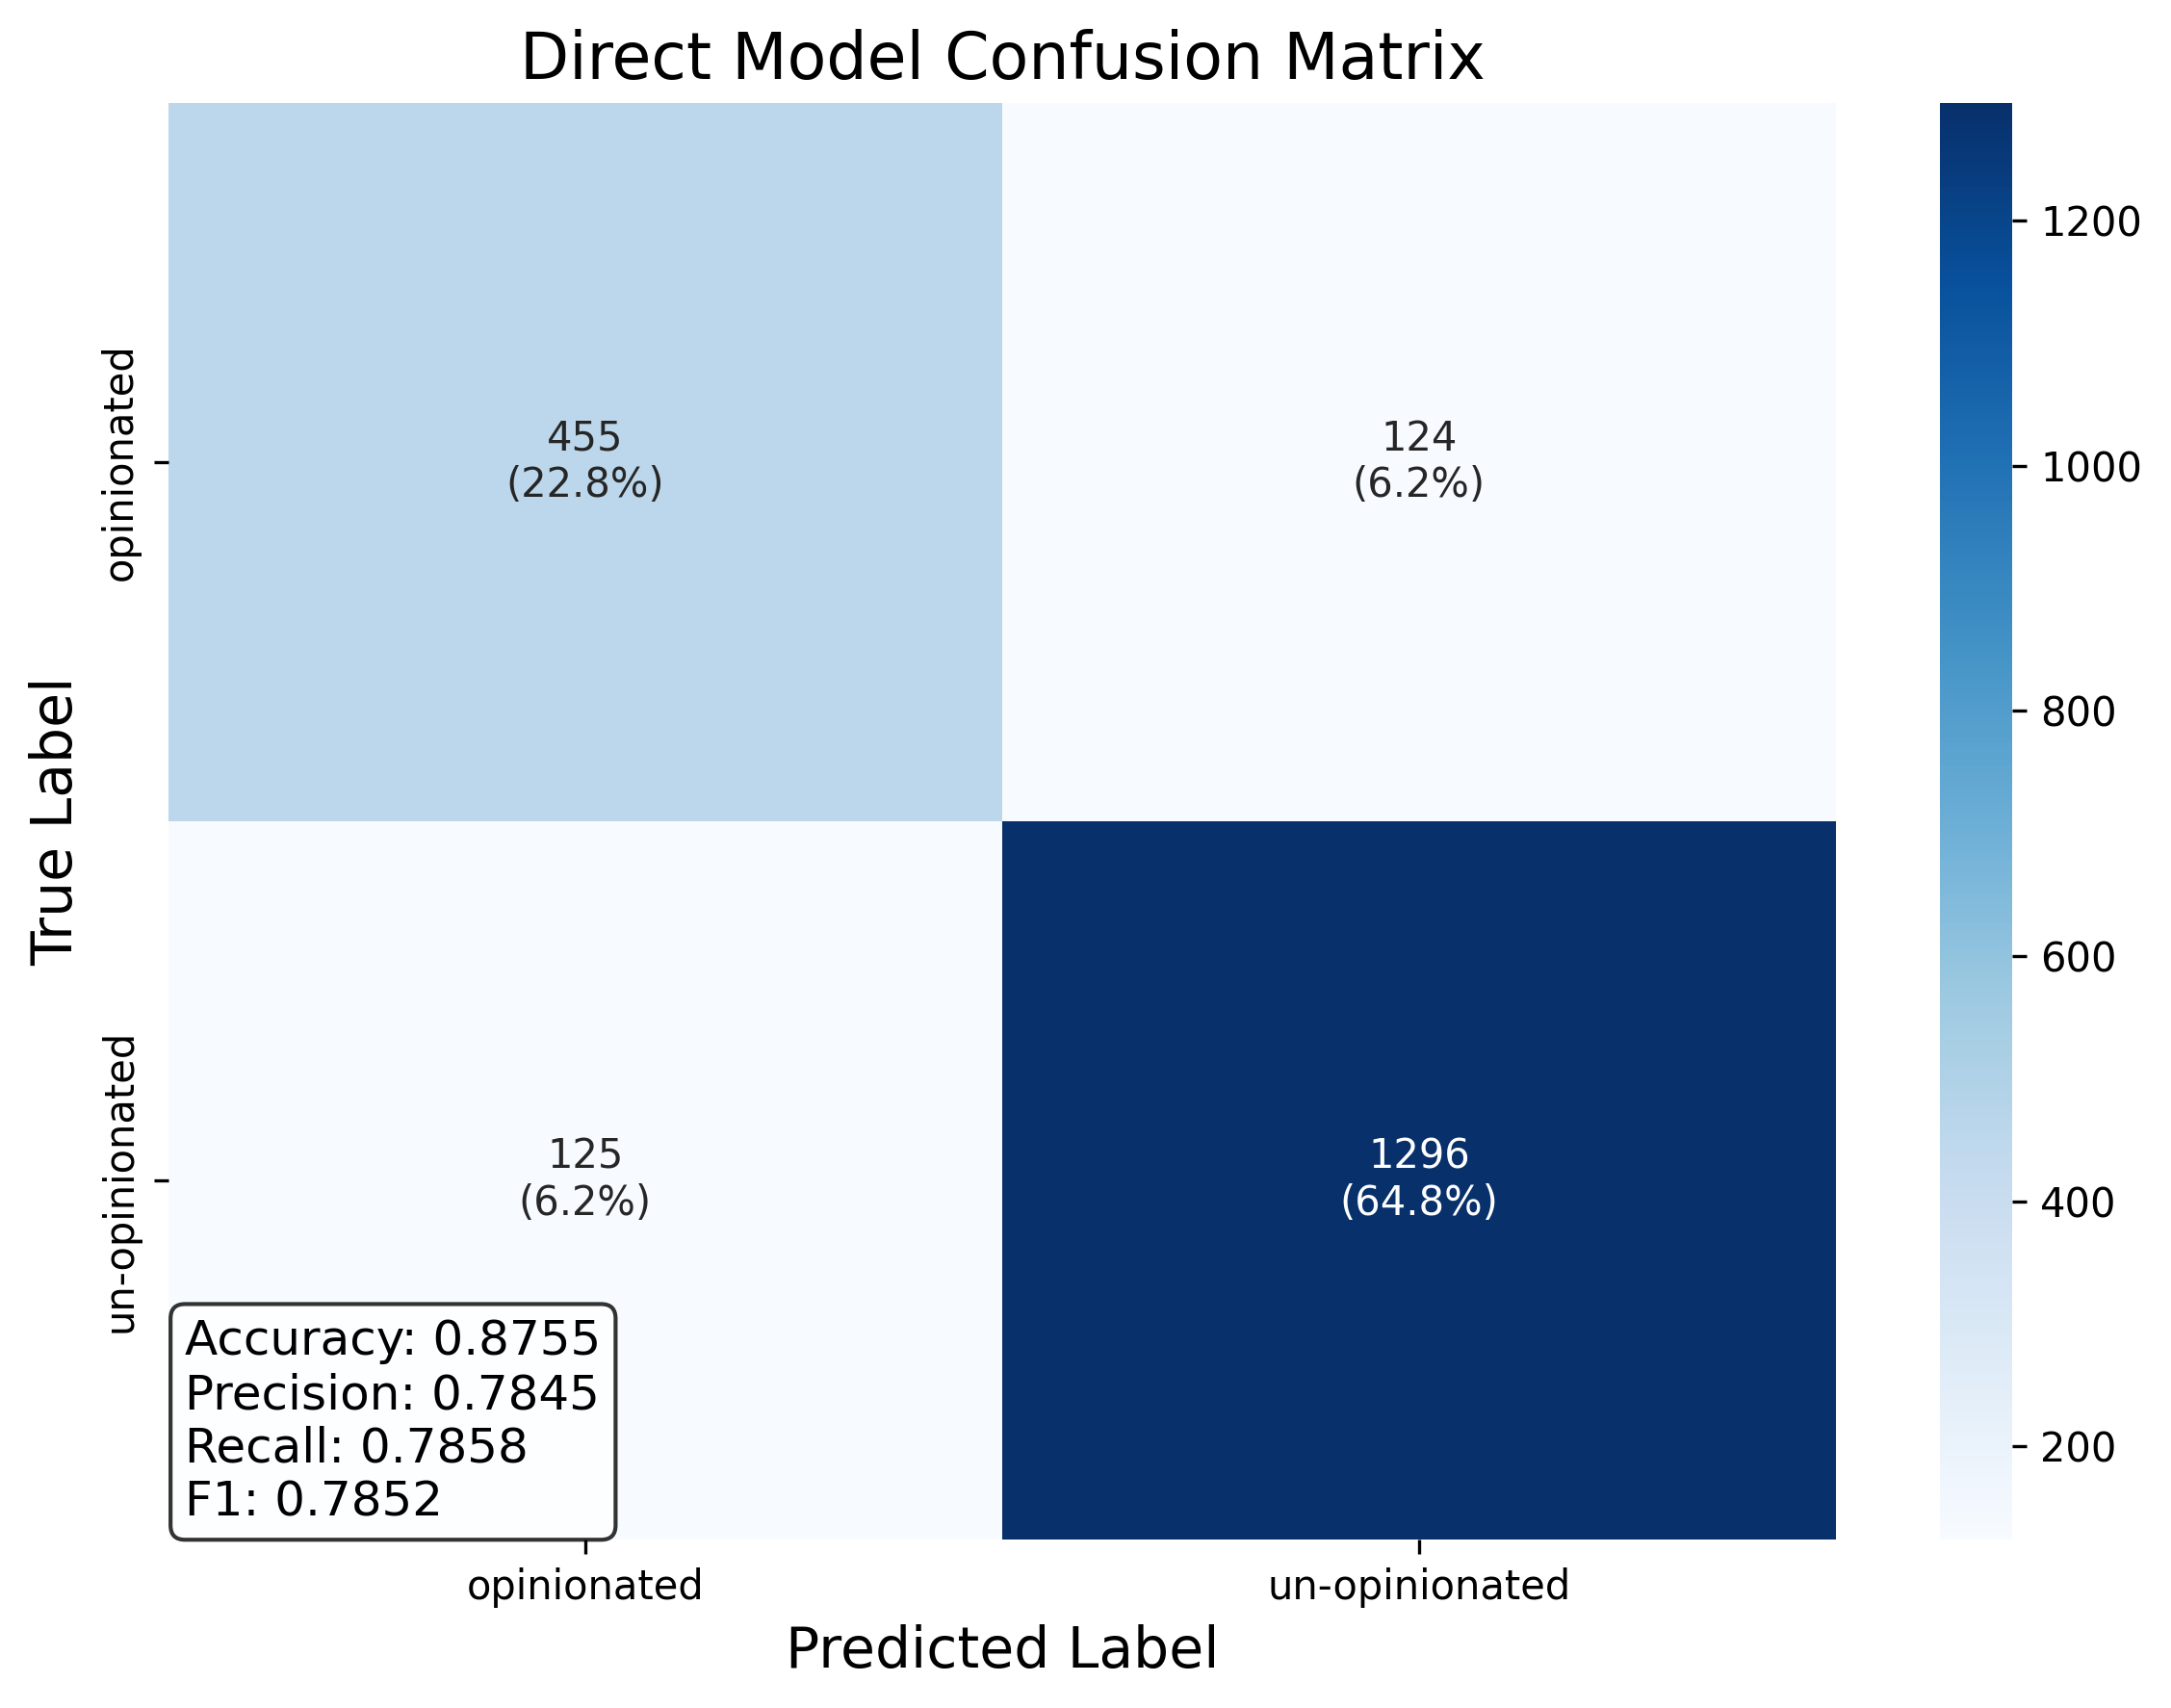 Direct Model Confusion Matrix
True Label
opinionated
un-opinionated
455
(22.8%)
124
(6.2%)
125
(6.2%)
1296
(64.8%)
Accuracy: 0.8755
Precision: 0.7845
Recall: 0.7858
F1: 0.7852
opinionated
un-opinionated
Predicted Label
1200
1000
800
600
400
200